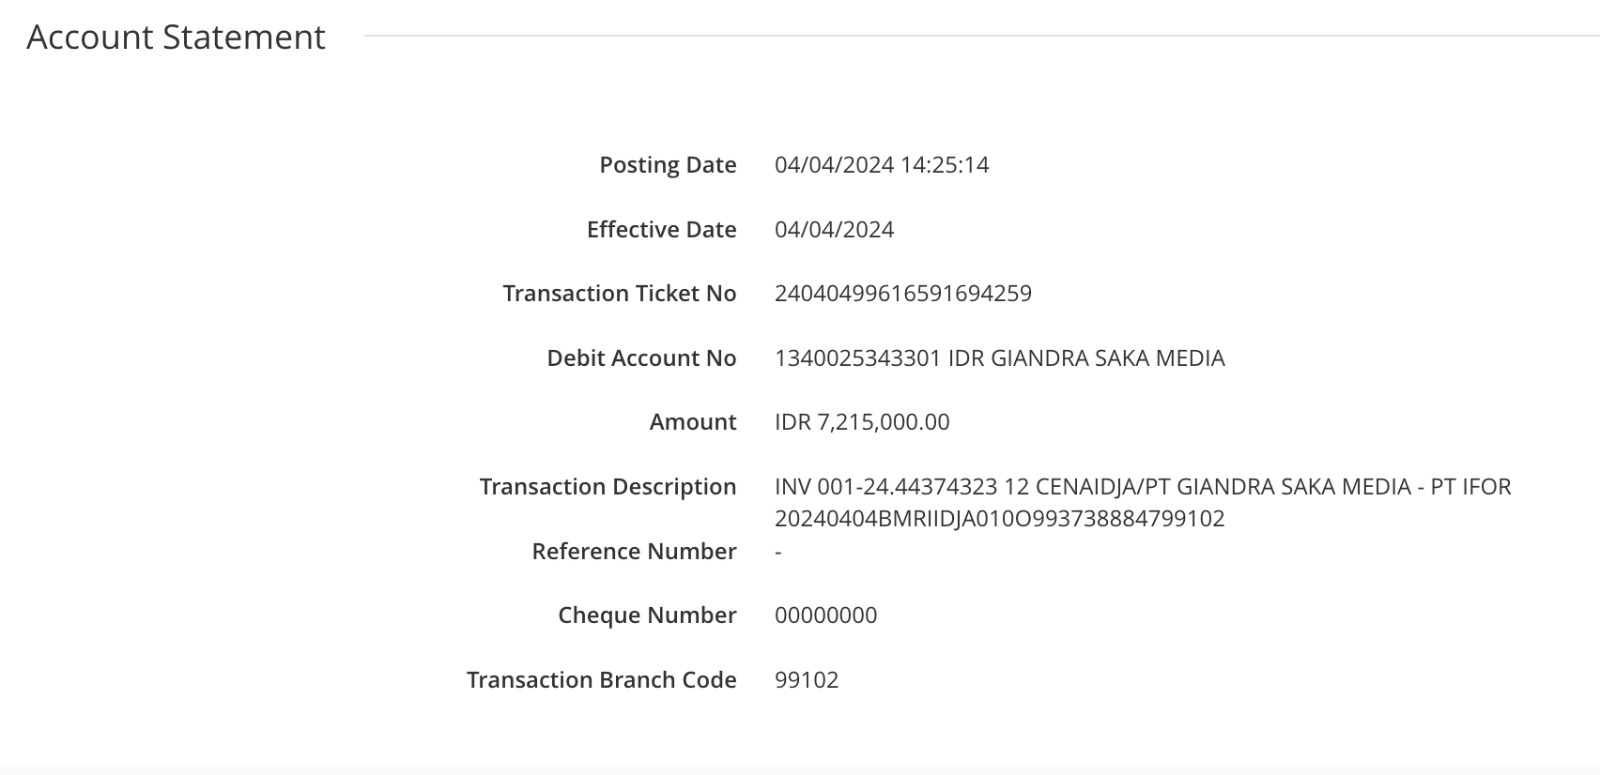 Account Statement
Posting Date 04/04/2024 14:25:14
Effective Date 04/04/2024
Transaction Ticket No 24040499616591694259
Debit Account No 1340025343301 IDR GIANDRA SAKA MEDIA
Amount IDR 7,215,000.00
Transaction Description INV 001-24.44374323 12 CENAIDJA/PT GIANDRA SAKA MEDIA - PT IFOR
20240404BMRIIDJA010O993738884799102
Reference Number -
Cheque Number 00000000
Transaction Branch Code 99102